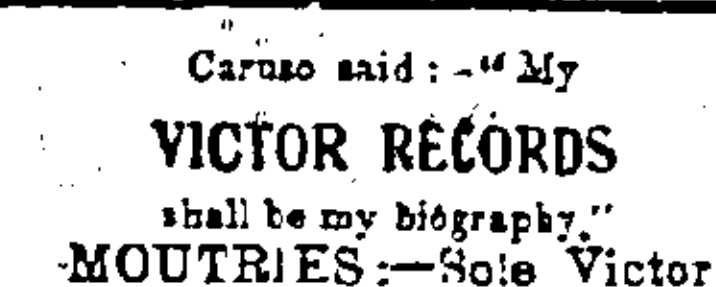 Caruso said : - "My
VICTOR RECORDS
shall be my biography."
MOUTRIES :—Sole Victor